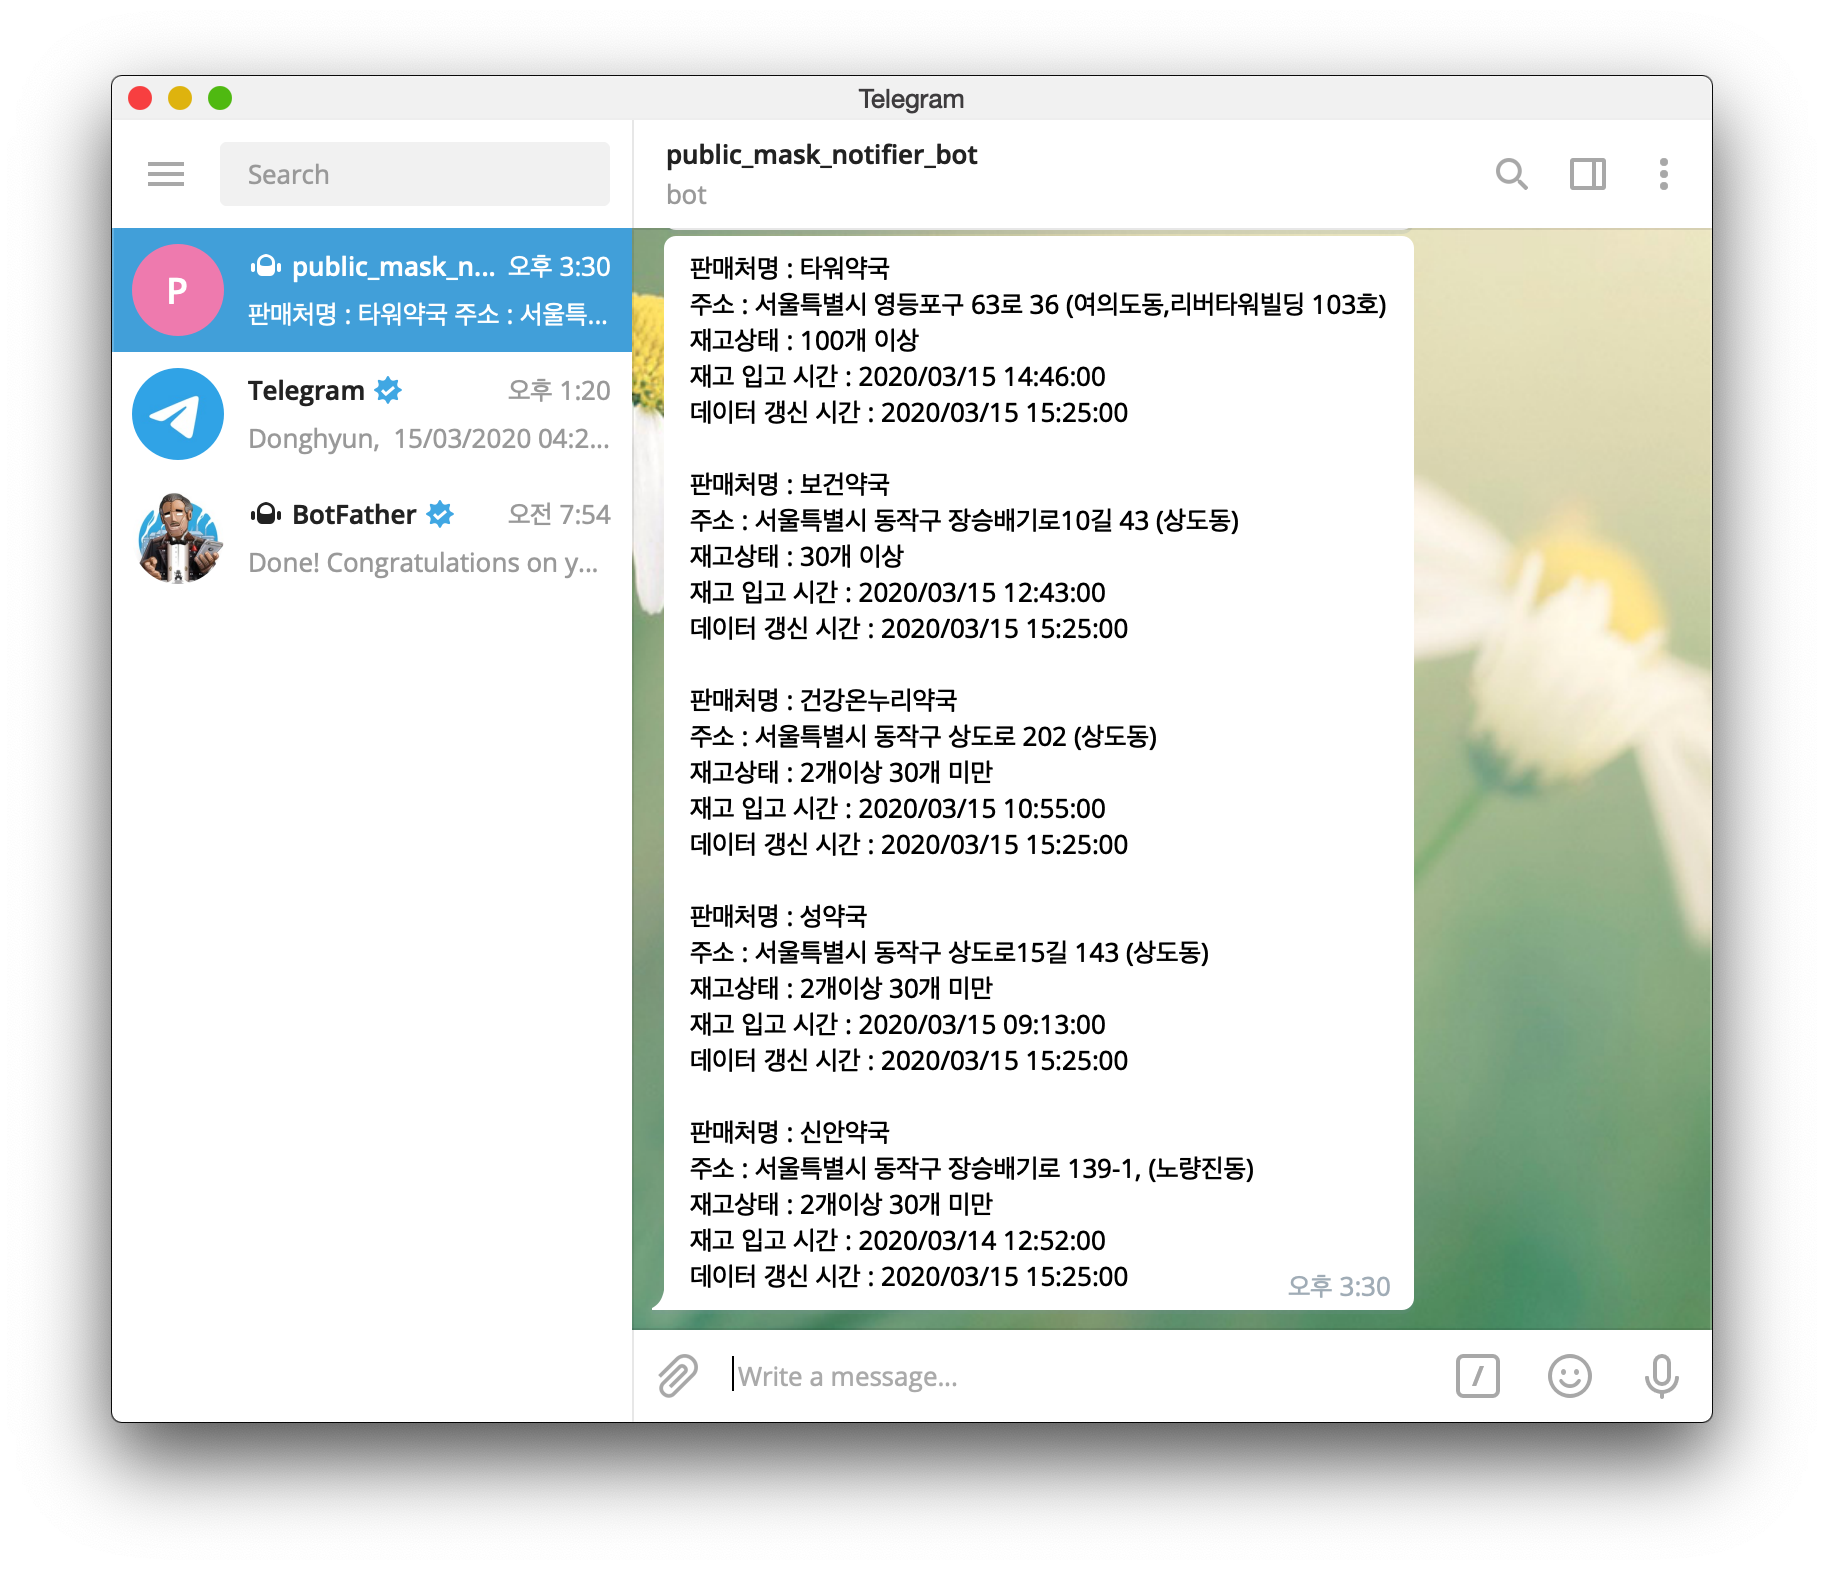 Telegram
Search
public_mask_n... 오후 3:30
판매처명 : 타워약국 주소 : 서울특...
Telegram 오후 1:20
Donghyun, 15/03/2020 04:2...
BotFather 오전 7:54
Done! Congratulations on y...
P
public_mask_notifier_bot
bot
판매처명 : 타워약국
주소 : 서울특별시 영등포구 63로 36 (여의도동,리버타워빌딩 103호)
재고상태 : 100개 이상
재고 입고 시간 : 2020/03/15 14:46:00
데이터 갱신 시간 : 2020/03/15 15:25:00
판매처명 : 보건약국
주소 : 서울특별시 동작구 장승배기로10길 43 (상도동)
재고상태 : 30개 이상
재고 입고 시간 : 2020/03/15 12:43:00
데이터 갱신 시간 : 2020/03/15 15:25:00
판매처명 : 건강온누리약국
주소 : 서울특별시 동작구 상도로 202 (상도동)
재고상태 : 2개이상 30개 미만
재고 입고 시간 : 2020/03/15 10:55:00
데이터 갱신 시간 : 2020/03/15 15:25:00
판매처명 : 성약국
주소 : 서울특별시 동작구 상도로15길 143 (상도동)
재고상태 : 2개이상 30개 미만
재고 입고 시간 : 2020/03/15 09:13:00
데이터 갱신 시간 : 2020/03/15 15:25:00
판매처명 : 신안약국
주소 : 서울특별시 동작구 장승배기로 139-1, (노량진동)
재고상태 : 2개이상 30개 미만
재고 입고 시간 : 2020/03/14 12:52:00
데이터 갱신 시간 : 2020/03/15 15:25:00
오후 3:30
Write a message...